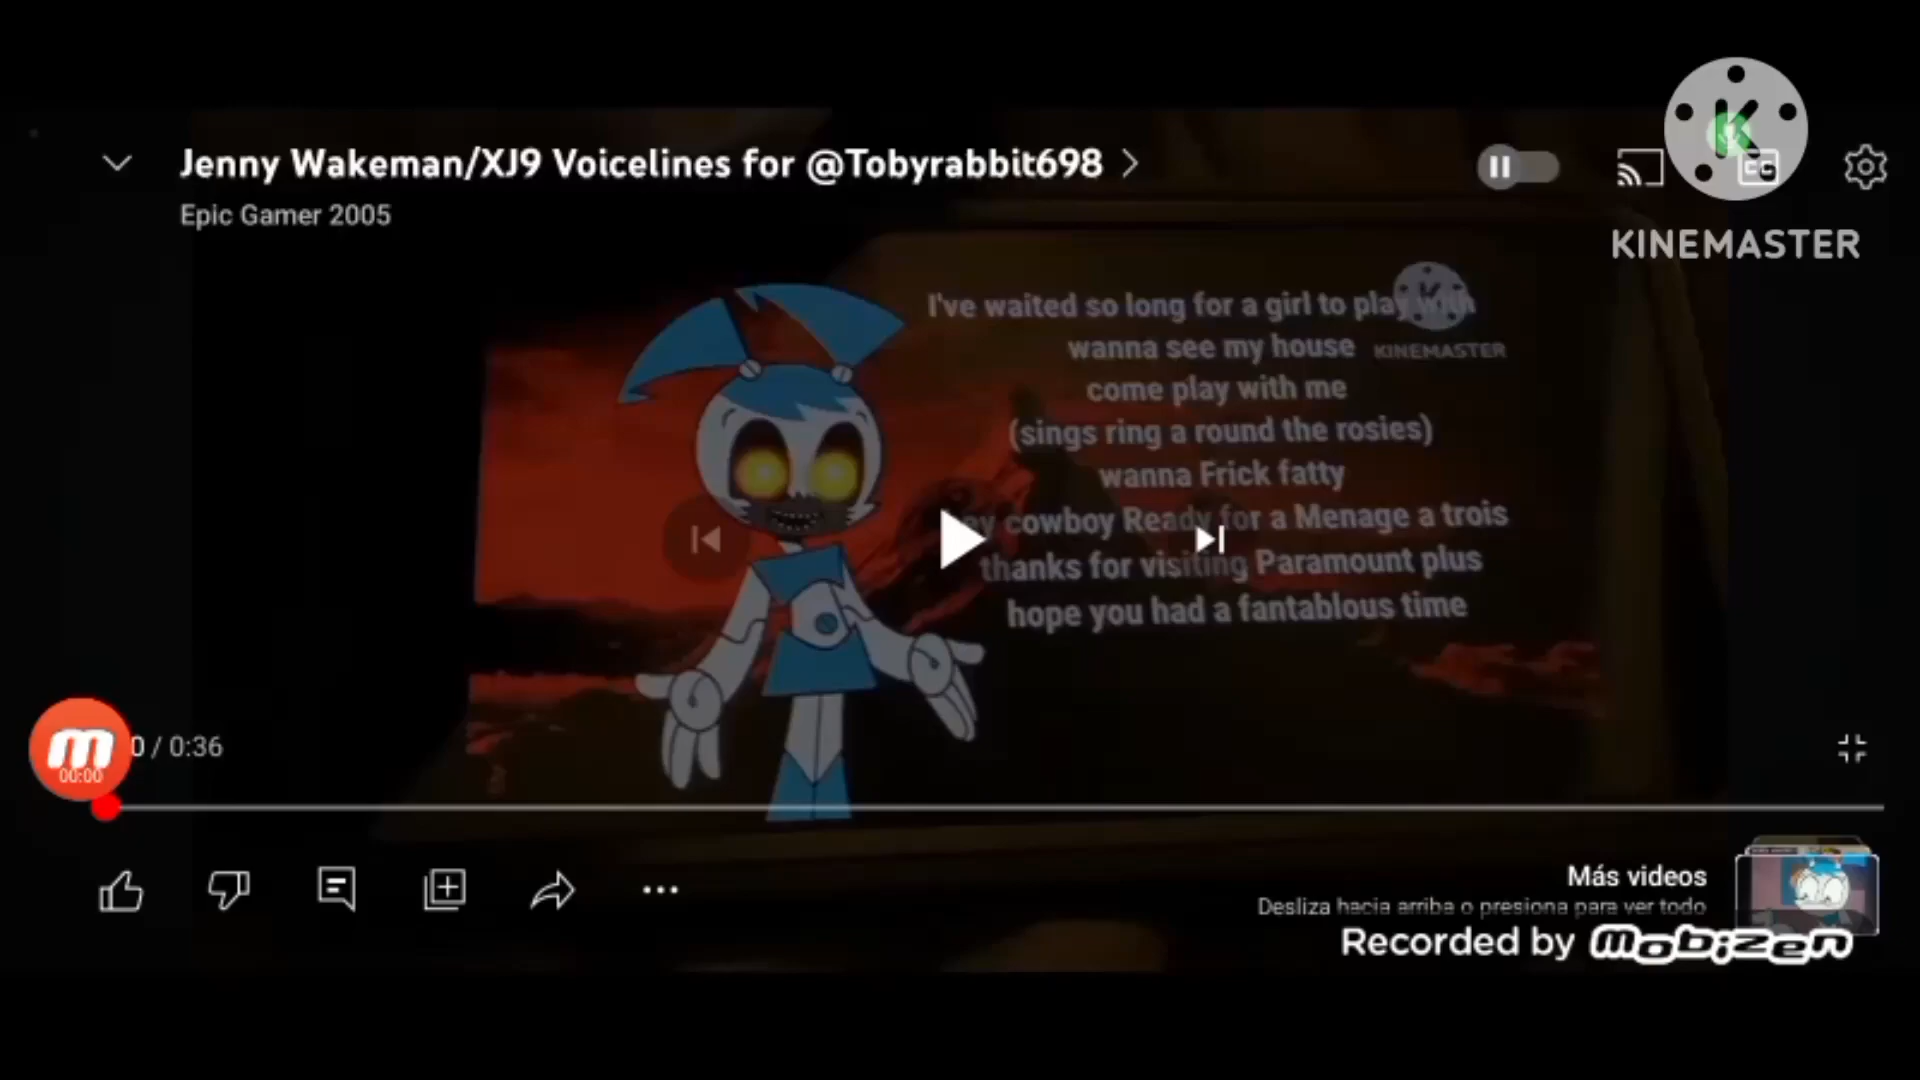 Jenny Wakeman/XJ9 Voicelines for @Tobyrabbit698
Epic Gamer 2005
CC
KINEMASTER
I've waited so long for a girl to play with
wanna see my house
KINEMASTER
come play with me
(sings ring a round the rosies)
wanna Frick fatty
cowboy Ready for a Menage a trois
thanks for visiting Paramount plus
hope you had a fantablous time
00:00
0 / 0:36
Más videos
Desliza hacia arriba o presiona para ver todo
Recorded by mobizen